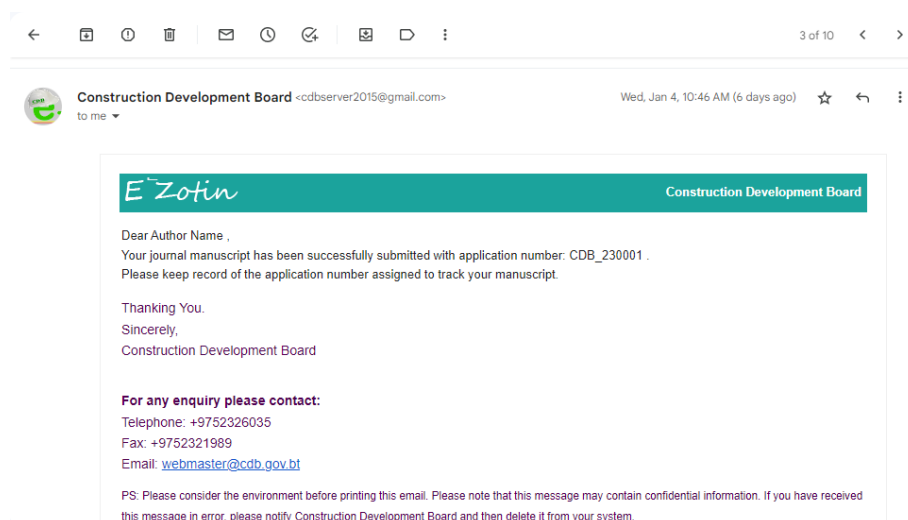 3 of 10
Construction Development Board <cdbserver2015@gmail.com>
Wed, Jan 4, 10:46 AM (6 days ago)
to me
E-Zotin
Construction Development Board
Dear Author Name ,
Your journal manuscript has been successfully submitted with application number: CDB_230001 .
Please keep record of the application number assigned to track your manuscript.
Thanking You.
Sincerely,
Construction Development Board
For any enquiry please contact:
Telephone: +9752326035
Fax: +9752321989
Email: webmaster@cdb.gov.bt
PS: Please consider the environment before printing this email. Please note that this message may contain confidential information. If you have received
this message in error, please notify Construction Development Board and then delete it from your system.